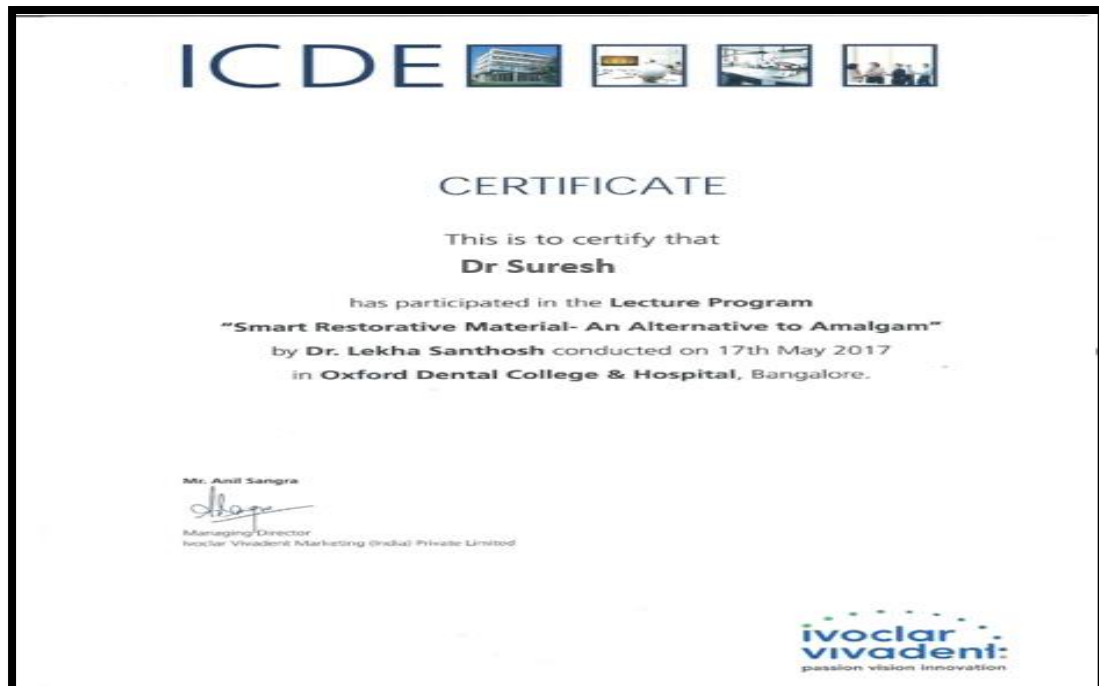 ICDE
CERTIFICATE
This is to certify that
Dr Suresh
has participated in the Lecture Program
"Smart Restorative Material- An Alternative to Amalgam"
by Dr. Lekha Santhosh conducted on 17th May 2017
in Oxford Dental College & Hospital, Bangalore.
Mr. Anil Sangra
Managing Director
Ivoclar Vivadent Marketing (India) Private Limited
ivoclar
vivadent:
passion vision innovation